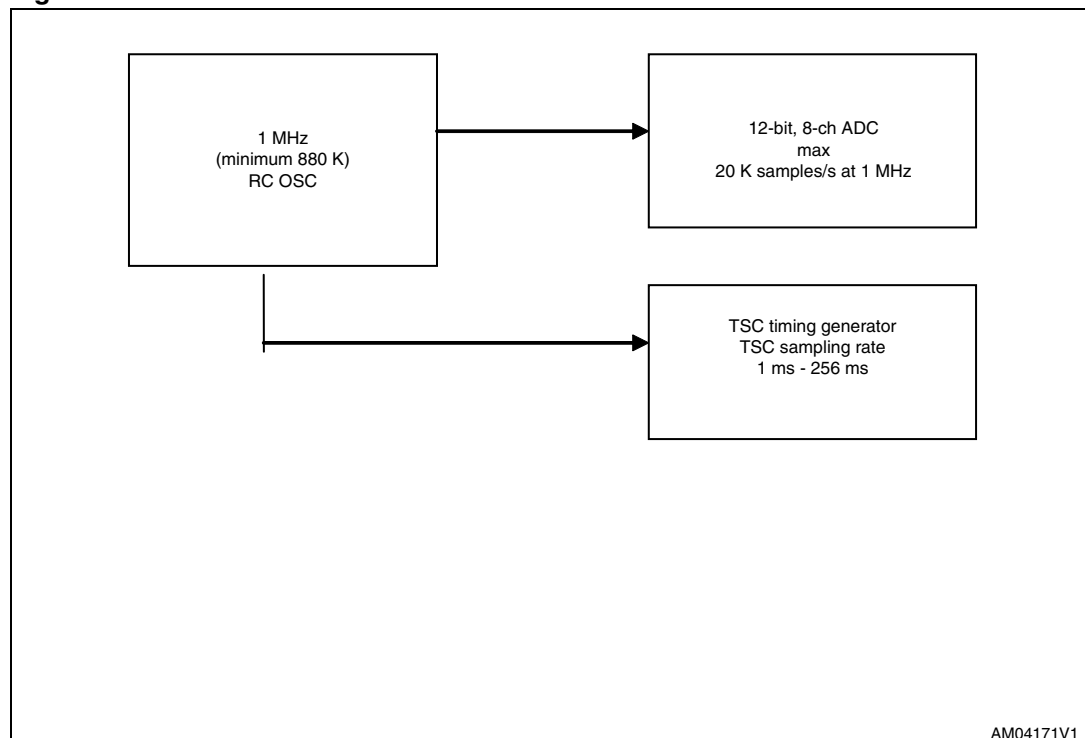 1 MHz
(minimum 880 K)
RC OSC
12-bit, 8-ch ADC
max
20 K samples/s at 1 MHz
TSC timing generator
TSC sampling rate
1 ms - 256 ms
AM04171V1